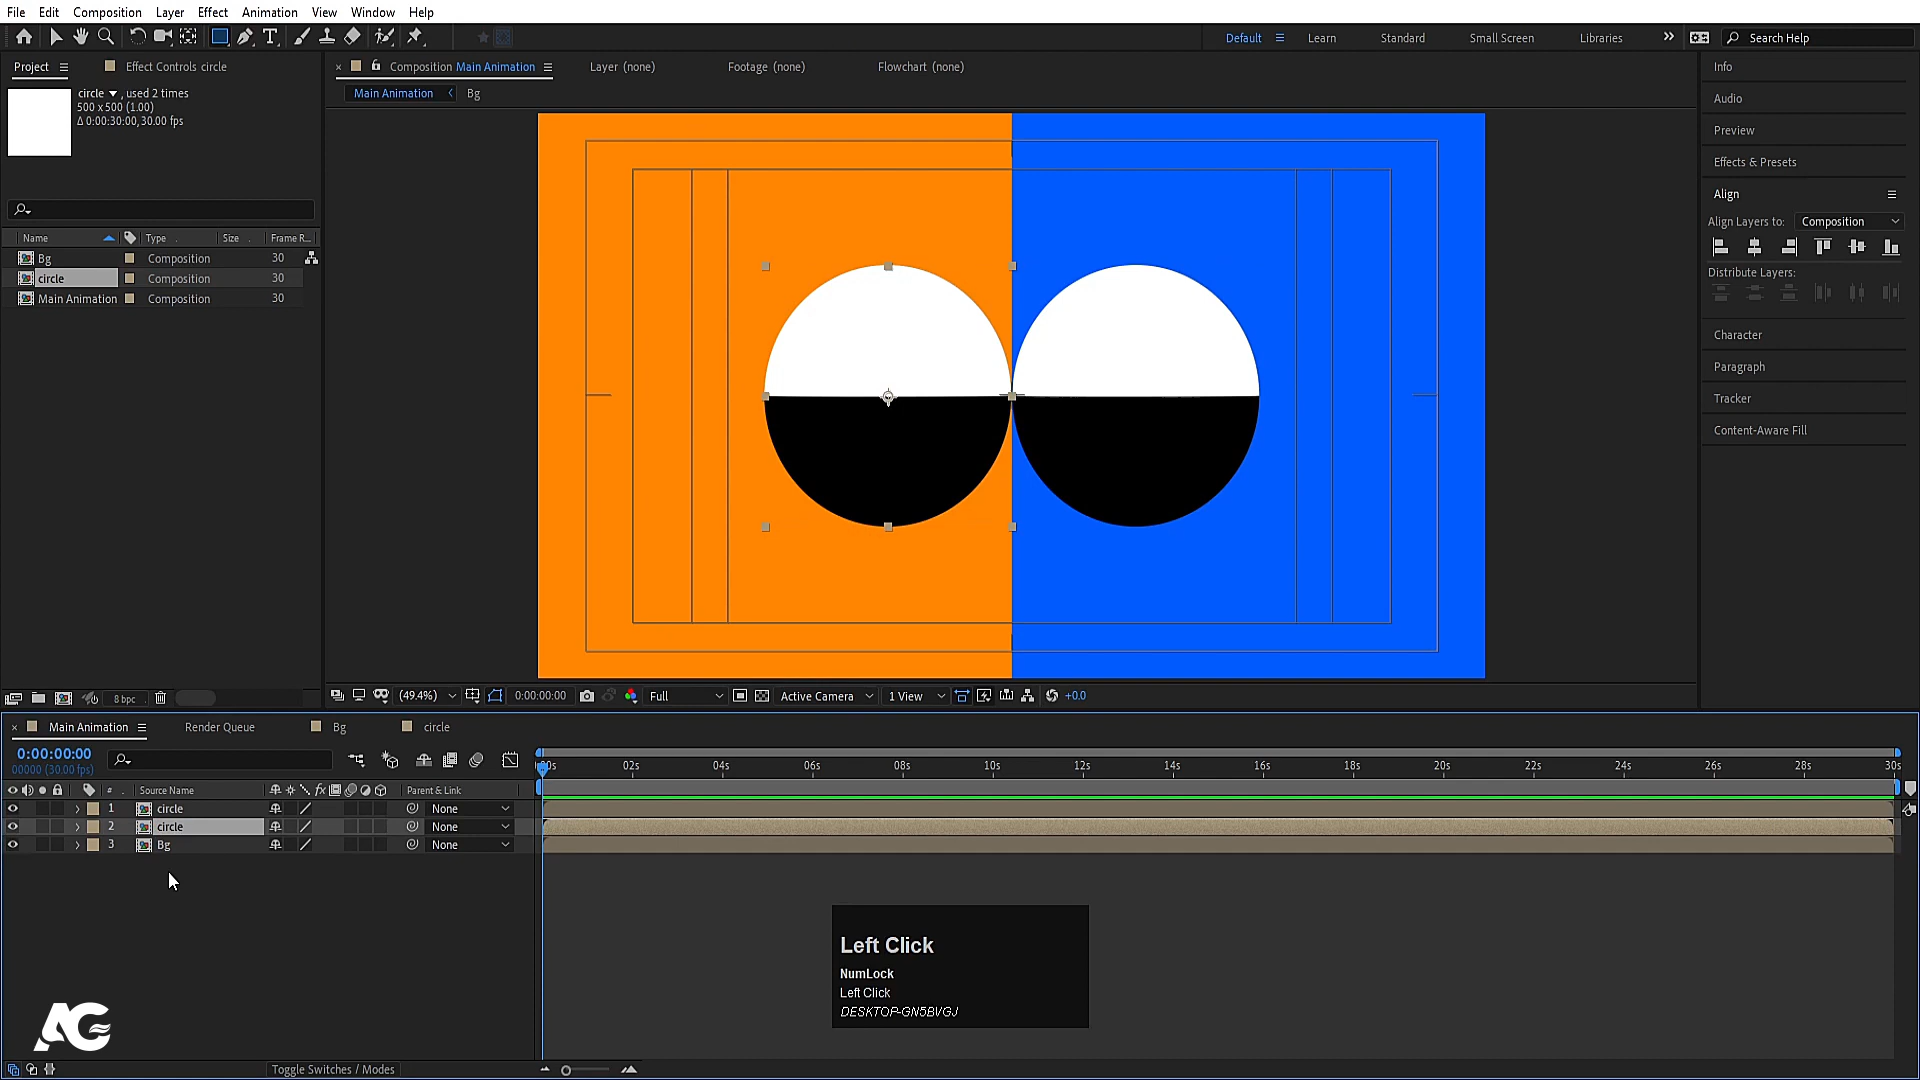 File Edit Composition Layer Effect Animation View Window Help
Default Learn Standard Small Screen Libraries Search Help
Project Effect Controls circle
Composition Main Animation Layer (none) Footage (none) Flowchart (none)
Main Animation Bg
circle , used 2 times
500 x 500 (1.00)
Δ 0:00:30:00, 30.00 fps
Name Type Size Frame R...
Bg Composition 30
circle Composition 30
Main Animation Composition 30
8 bpc
(49.4%) 0:00:00:00 Full Active Camera 1 View +0.0
Info
Audio
Preview
Effects & Presets
Align
Align Layers to: Composition
Distribute Layers:
Character
Paragraph
Tracker
Content-Aware Fill
Main Animation Render Queue Bg circle
0:00:00:00
00000 (30.00 fps)
00s 02s 04s 06s 08s 10s 12s 14s 16s 18s 20s 22s 24s 26s 28s 30s
# Source Name fx Parent & Link
1 circle None
2 circle None
3 Bg None
Left Click
NumLock
Left Click
DESKTOP-GN5BVGJ
AG
Toggle Switches / Modes